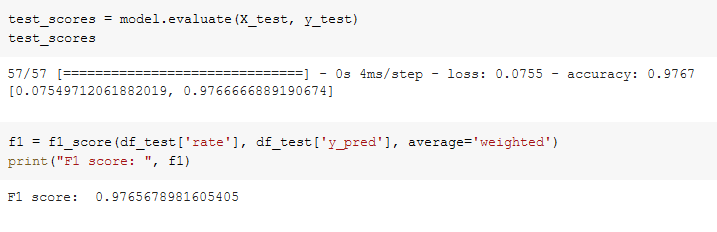 test_scores = model.evaluate(X_test, y_test)
test_scores
57/57 [==============================] - 0s 4ms/step - loss: 0.0755 - accuracy: 0.9767
[0.07549712061882019, 0.9766666889190674]
f1 = f1_score(df_test['rate'], df_test['y_pred'], average='weighted')
print("F1 score: ", f1)
F1 score:  0.9765678981605405